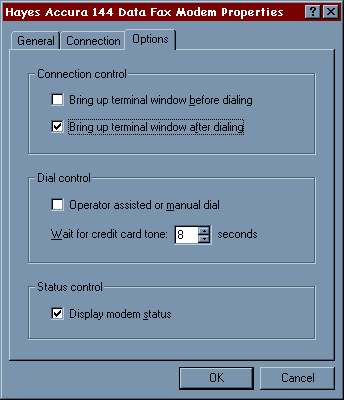 Hayes Accura 144 Data Fax Modem Properties ? ×
General Connection Options
Connection control
Bring up terminal window before dialing
Bring up terminal window after dialing
Dial control
Operator assisted or manual dial
Wait for credit card tone: 8 seconds
Status control
Display modem status
OK Cancel